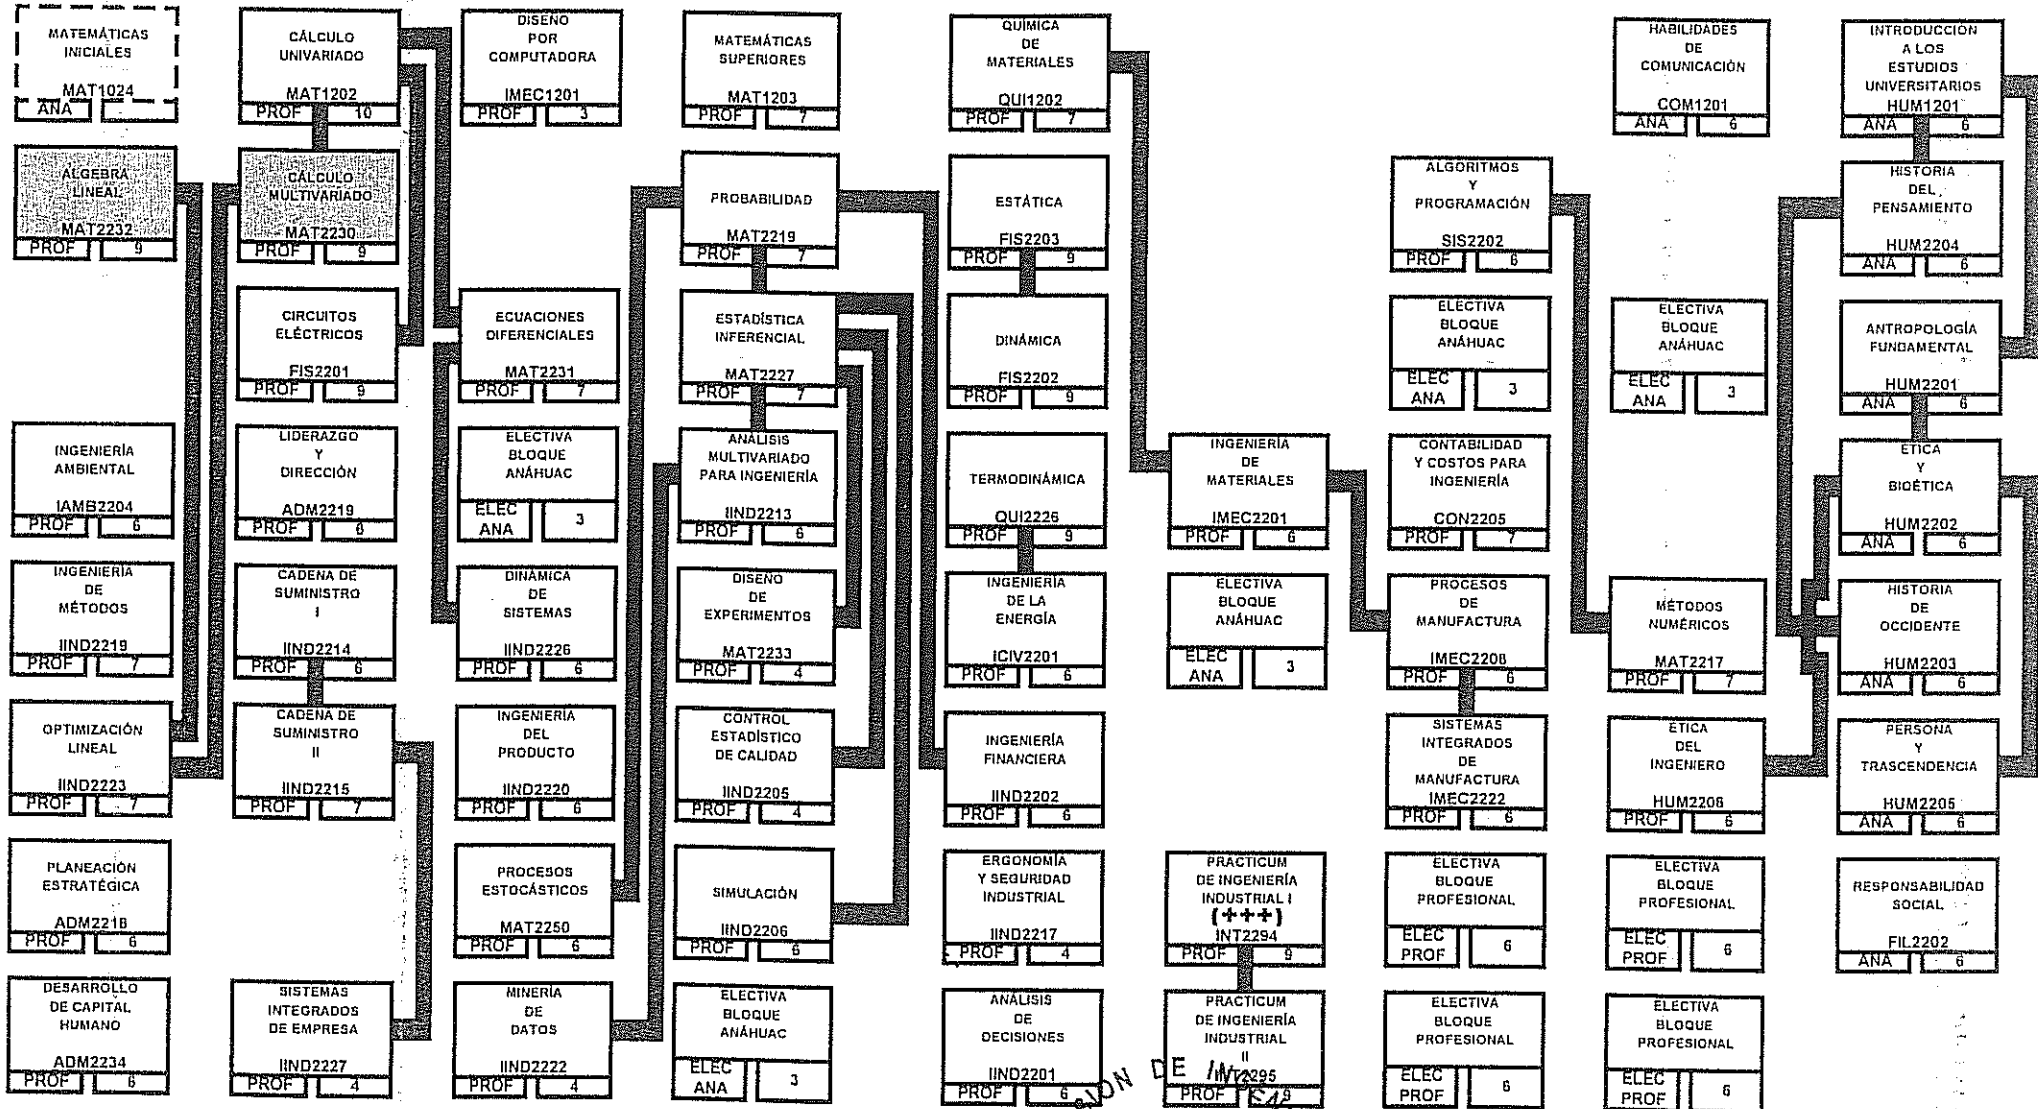 MATEMÁTICAS
INICIALES
MAT1024
ANA
CÁLCULO
UNIVARIADO
MAT1202
PROF 10
DISEÑO
POR
COMPUTADORA
IMEC1201
PROF 3
MATEMÁTICAS
SUPERIORES
MAT1203
PROF 7
QUÍMICA
DE
MATERIALES
QUI1202
PROF 7
HABILIDADES
DE
COMUNICACIÓN
COM1201
ANA 6
INTRODUCCIÓN
A LOS
ESTUDIOS
UNIVERSITARIOS
HUM1201
ANA 6
ÁLGEBRA
LINEAL
MAT2232
PROF 9
CÁLCULO
MULTIVARIADO
MAT2230
PROF 9
PROBABILIDAD
MAT2219
PROF 7
ESTÁTICA
FIS2203
PROF 9
ALGORITMOS
Y
PROGRAMACIÓN
SIS2202
PROF 6
HISTORIA
DEL
PENSAMIENTO
HUM2204
ANA 6
CIRCUITOS
ELÉCTRICOS
FIS2201
PROF 9
ECUACIONES
DIFERENCIALES
MAT2231
PROF 7
ESTADÍSTICA
INFERENCIAL
MAT2227
PROF 7
DINÁMICA
FIS2202
PROF 9
ELECTIVA
BLOQUE
ANÁHUAC
ELEC
ANA 3
ELECTIVA
BLOQUE
ANÁHUAC
ELEC
ANA 3
ANTROPOLOGÍA
FUNDAMENTAL
HUM2201
ANA 6
INGENIERÍA
AMBIENTAL
IAMB2204
PROF 6
LIDERAZGO
Y
DIRECCIÓN
ADM2219
PROF 6
ELECTIVA
BLOQUE
ANÁHUAC
ELEC
ANA 3
ANÁLISIS
MULTIVARIADO
PARA INGENIERÍA
IIND2213
PROF 6
TERMODINÁMICA
QUI2226
PROF 9
INGENIERÍA
DE
MATERIALES
IMEC2201
PROF 6
CONTABILIDAD
Y COSTOS PARA
INGENIERÍA
CON2205
PROF 7
ÉTICA
Y
BIOÉTICA
HUM2202
ANA 6
INGENIERÍA
DE
MÉTODOS
IIND2219
PROF 7
CADENA DE
SUMINISTRO
I
IIND2214
PROF 6
DINÁMICA
DE
SISTEMAS
IIND2226
PROF 6
DISEÑO
DE
EXPERIMENTOS
MAT2233
PROF 4
INGENIERÍA
DE LA
ENERGÍA
ICIV2201
PROF 6
ELECTIVA
BLOQUE
ANÁHUAC
ELEC
ANA 3
PROCESOS
DE
MANUFACTURA
IMEC2208
PROF 6
MÉTODOS
NUMÉRICOS
MAT2217
PROF 7
HISTORIA
DE
OCCIDENTE
HUM2203
ANA 6
OPTIMIZACIÓN
LINEAL
IIND2223
PROF 7
CADENA DE
SUMINISTRO
II
IIND2215
PROF 7
INGENIERÍA
DEL
PRODUCTO
IIND2220
PROF 6
CONTROL
ESTADÍSTICO
DE CALIDAD
IIND2205
PROF 4
INGENIERÍA
FINANCIERA
IIND2202
PROF 6
SISTEMAS
INTEGRADOS
DE
MANUFACTURA
IMEC2222
PROF 6
ÉTICA
DEL
INGENIERO
HUM2206
PROF 6
PERSONA
Y
TRASCENDENCIA
HUM2205
ANA 6
PLANEACIÓN
ESTRATÉGICA
ADM2218
PROF 6
PROCESOS
ESTOCÁSTICOS
MAT2250
PROF 6
SIMULACIÓN
IIND2206
PROF 6
ERGONOMÍA
Y SEGURIDAD
INDUSTRIAL
IIND2217
PROF 4
PRACTICUM
DE INGENIERÍA
INDUSTRIAL I
(+++)
INT2294
PROF 9
ELECTIVA
BLOQUE
PROFESIONAL
ELEC
PROF 6
ELECTIVA
BLOQUE
PROFESIONAL
ELEC
PROF 6
RESPONSABILIDAD
SOCIAL
FIL2202
ANA 6
DESARROLLO
DE CAPITAL
HUMANO
ADM2234
PROF 6
SISTEMAS
INTEGRADOS
DE EMPRESA
IIND2227
PROF 4
MINERÍA
DE
DATOS
IIND2222
PROF 4
ELECTIVA
BLOQUE
ANÁHUAC
ELEC
ANA 3
ANÁLISIS
DE
DECISIONES
IIND2201
PROF 6
PRACTICUM
DE INGENIERÍA
INDUSTRIAL
II
INT2295
PROF 9
ELECTIVA
BLOQUE
PROFESIONAL
ELEC
PROF 6
ELECTIVA
BLOQUE
PROFESIONAL
ELEC
PROF 6
DE